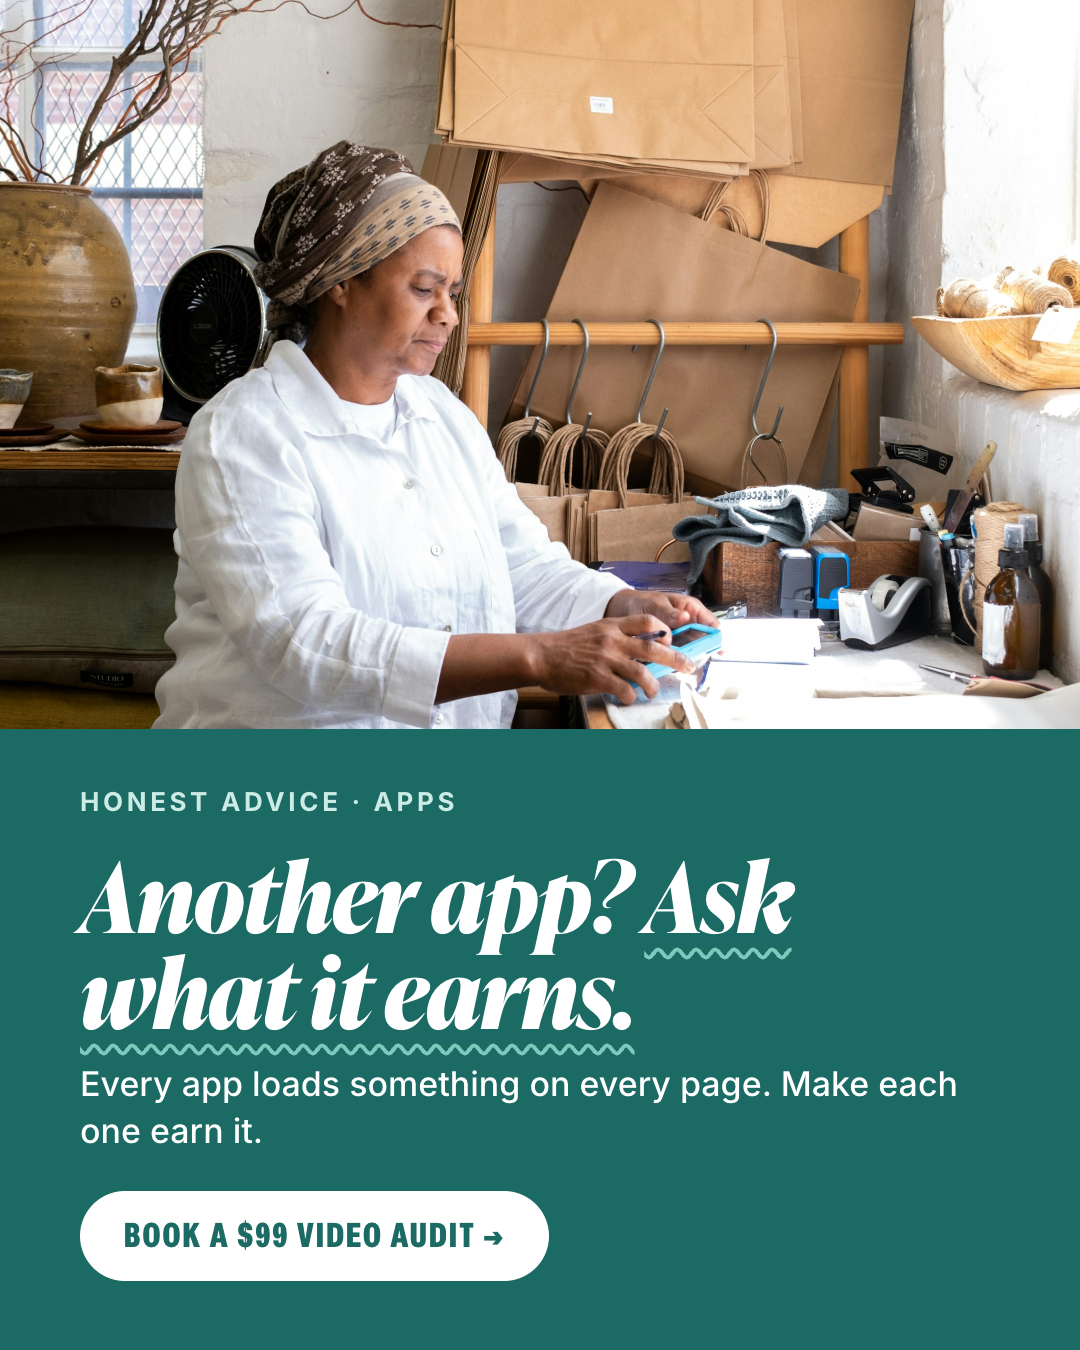 HONEST ADVICE · APPS
Another app? Ask
what it earns.
Every app loads something on every page. Make each
one earn it.
BOOK A $99 VIDEO AUDIT →
STUDIO